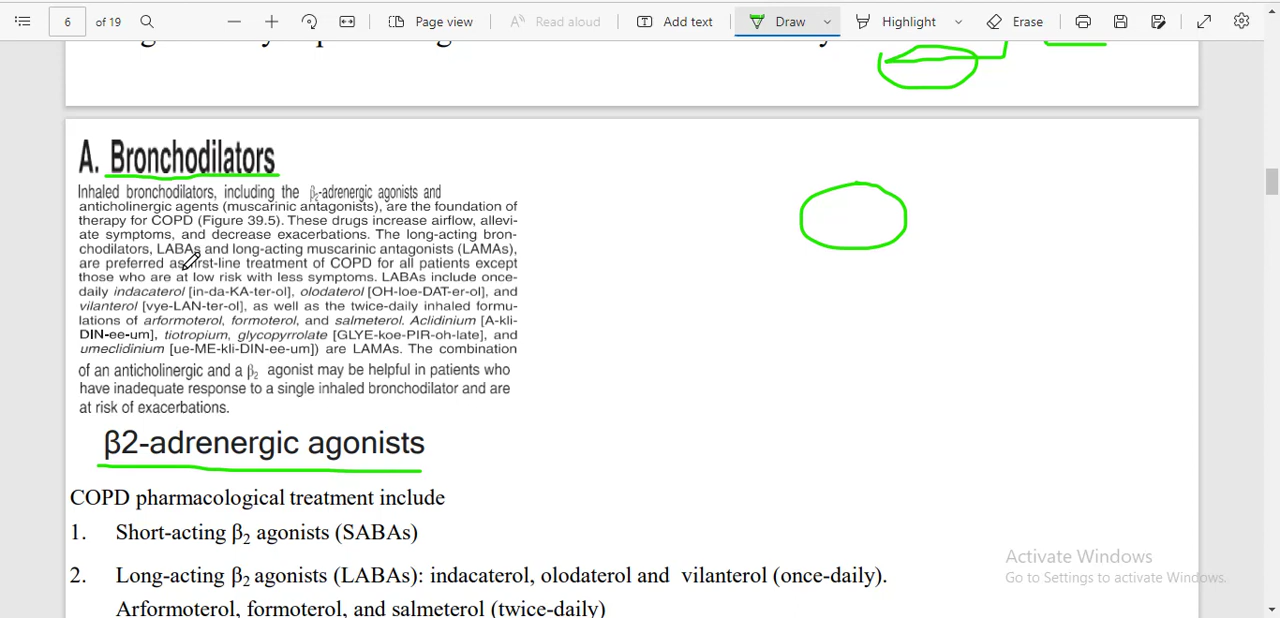 6 of 19 Page view Read aloud Add text Draw Highlight Erase
A. Bronchodilators
Inhaled bronchodilators, including the β2-adrenergic agonists and
anticholinergic agents (muscarinic antagonists), are the foundation of
therapy for COPD (Figure 39.5). These drugs increase airflow, allevi-
ate symptoms, and decrease exacerbations. The long-acting bron-
chodilators, LABAs and long-acting muscarinic antagonists (LAMAs),
are preferred as first-line treatment of COPD for all patients except
those who are at low risk with less symptoms. LABAs include once-
daily indacaterol [in-da-KA-ter-ol], olodaterol [OH-loe-DAT-er-ol], and
vilanterol [vye-LAN-ter-ol], as well as the twice-daily inhaled formu-
lations of arformoterol, formoterol, and salmeterol. Aclidinium [A-kli-
DIN-ee-um], tiotropium, glycopyrrolate [GLYE-koe-PIR-oh-late], and
umeclidinium [ue-ME-kli-DIN-ee-um]) are LAMAs. The combination
of an anticholinergic and a β2 agonist may be helpful in patients who
have inadequate response to a single inhaled bronchodilator and are
at risk of exacerbations.
β2-adrenergic agonists
COPD pharmacological treatment include
1. Short-acting β2 agonists (SABAs)
2. Long-acting β2 agonists (LABAs): indacaterol, olodaterol and vilanterol (once-daily).
Arformoterol, formoterol, and salmeterol (twice-daily)
Activate Windows
Go to Settings to activate Windows.